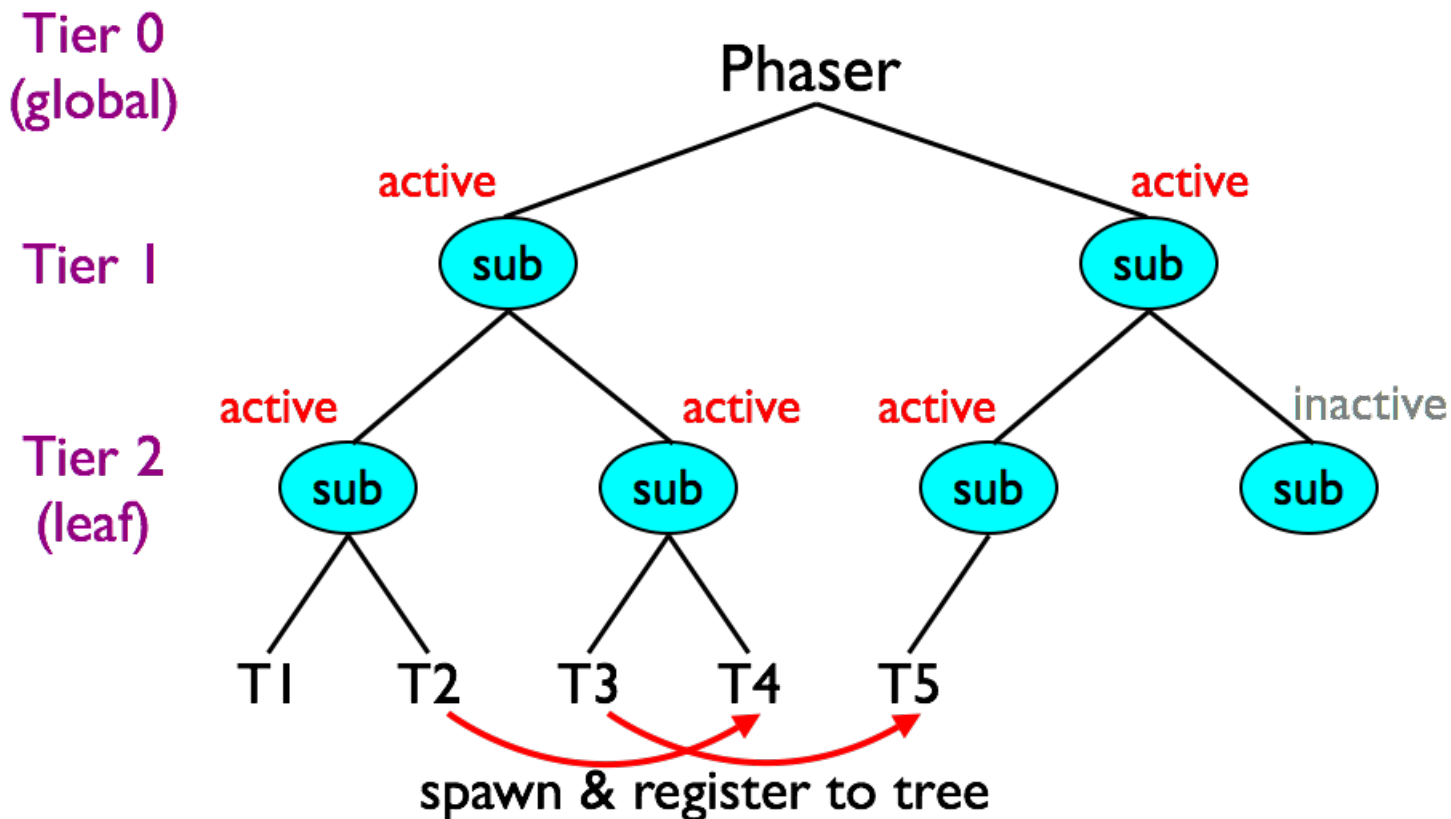 Tier 0
(global)
Phaser
active
active
Tier 1
sub
sub
active
active
active
inactive
Tier 2
(leaf)
sub
sub
sub
sub
T1
T2
T3
T4
T5
spawn & register to tree